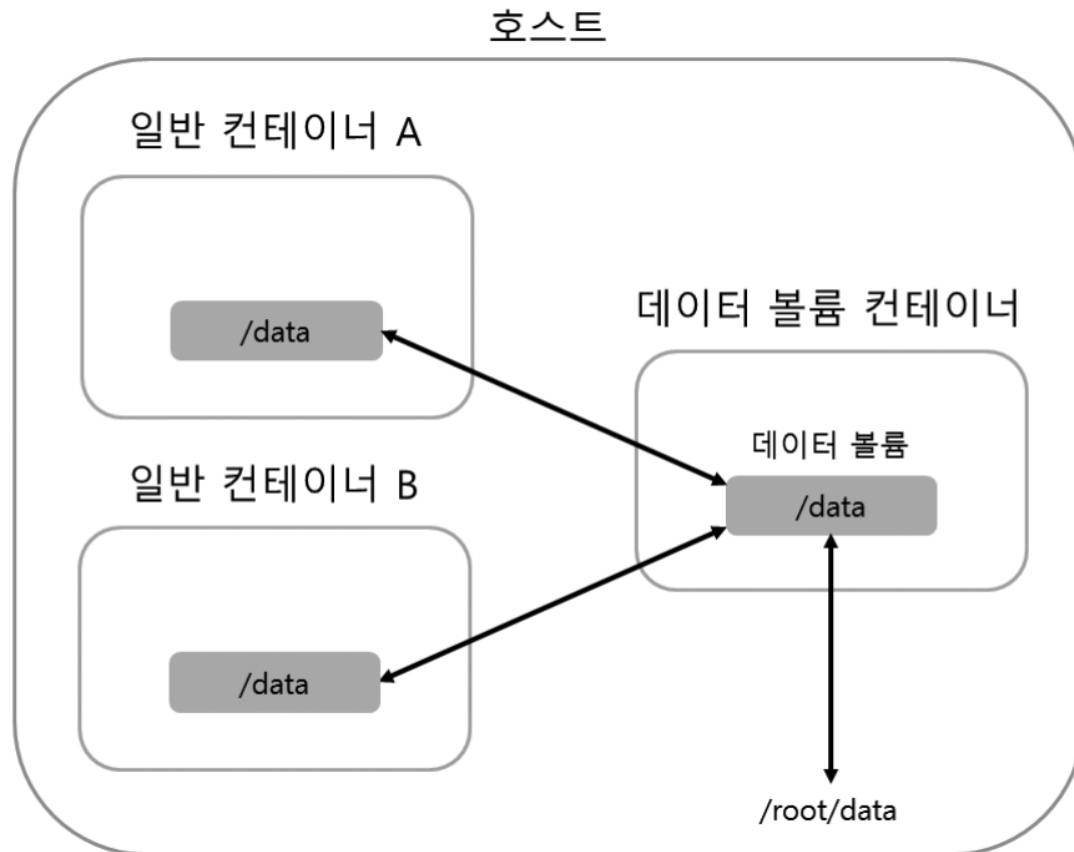 호스트
일반 컨테이너 A
/data
데이터 볼륨 컨테이너
데이터 볼륨
/data
일반 컨테이너 B
/data
/root/data